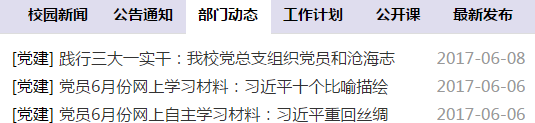 校园新闻 公告通知 部门动态 工作计划 公开课 最新发布
[党建] 践行三大一实干：我校党总支组织党员和沧海志 2017-06-08
[党建] 党员6月份网上学习材料：习近平十个比喻描绘 2017-06-06
[党建] 党员6月份网上自主学习材料：习近平重回丝绸 2017-06-06